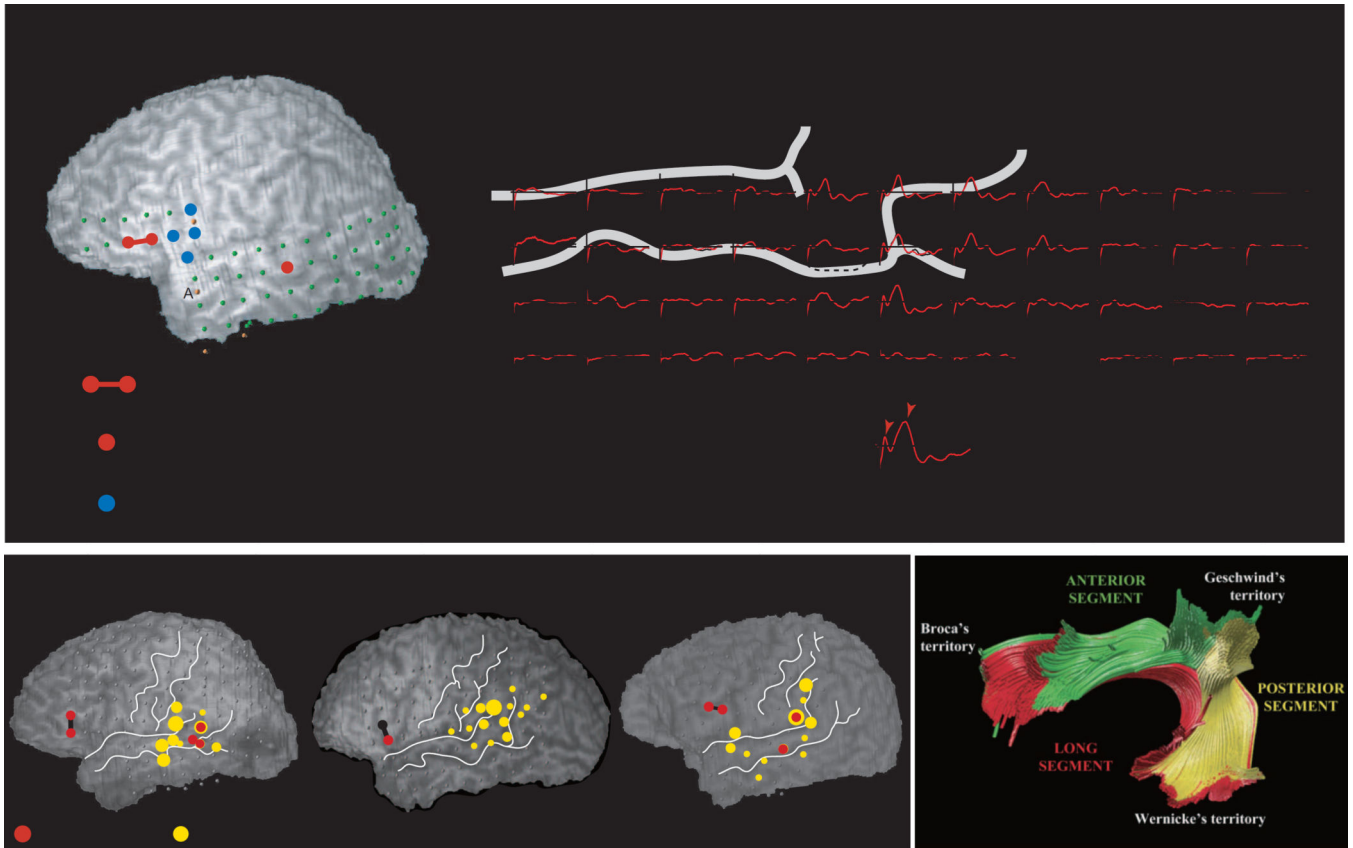 A
ANTERIOR
SEGMENT
Geschwind's
territory
Broca's
territory
POSTERIOR
SEGMENT
LONG
SEGMENT
Wernicke's territory